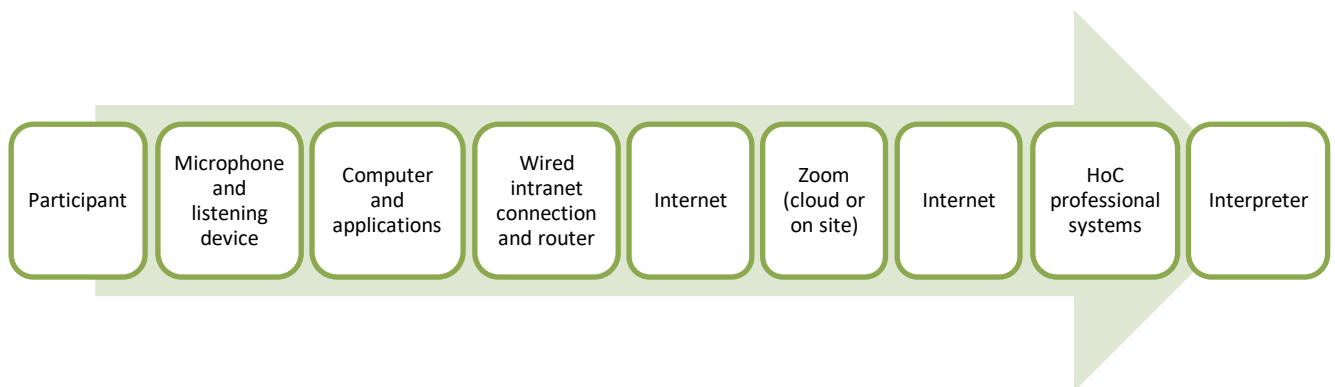 Participant
Microphone
and
listening
device
Computer
and
applications
Wired
intranet
connection
and router
Internet
Zoom
(cloud or
on site)
Internet
HoC
professional
systems
Interpreter